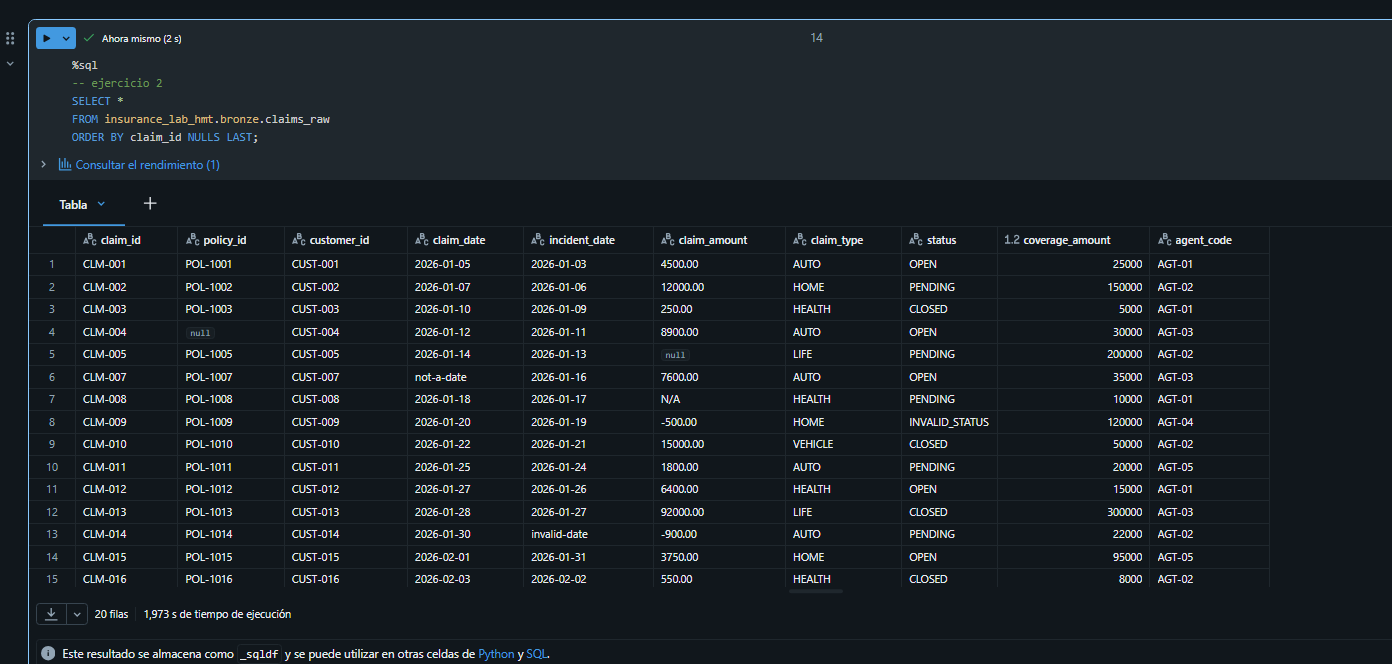 Ahora mismo (2 s) 14
%sql
-- ejercicio 2
SELECT *
FROM insurance_lab_hmt.bronze.claims_raw
ORDER BY claim_id NULLS LAST;
Consultar el rendimiento (1)
Tabla +
claim_id policy_id customer_id claim_date incident_date claim_amount claim_type status 1.2 coverage_amount agent_code
1 CLM-001 POL-1001 CUST-001 2026-01-05 2026-01-03 4500.00 AUTO OPEN 25000 AGT-01
2 CLM-002 POL-1002 CUST-002 2026-01-07 2026-01-06 12000.00 HOME PENDING 150000 AGT-02
3 CLM-003 POL-1003 CUST-003 2026-01-10 2026-01-09 250.00 HEALTH CLOSED 5000 AGT-01
4 CLM-004 null CUST-004 2026-01-12 2026-01-11 8900.00 AUTO OPEN 30000 AGT-03
5 CLM-005 POL-1005 CUST-005 2026-01-14 2026-01-13 null LIFE PENDING 200000 AGT-02
6 CLM-007 POL-1007 CUST-007 not-a-date 2026-01-16 7600.00 AUTO OPEN 35000 AGT-03
7 CLM-008 POL-1008 CUST-008 2026-01-18 2026-01-17 N/A HEALTH PENDING 10000 AGT-01
8 CLM-009 POL-1009 CUST-009 2026-01-20 2026-01-19 -500.00 HOME INVALID_STATUS 120000 AGT-04
9 CLM-010 POL-1010 CUST-010 2026-01-22 2026-01-21 15000.00 VEHICLE CLOSED 50000 AGT-02
10 CLM-011 POL-1011 CUST-011 2026-01-25 2026-01-24 1800.00 AUTO PENDING 20000 AGT-05
11 CLM-012 POL-1012 CUST-012 2026-01-27 2026-01-26 6400.00 HEALTH OPEN 15000 AGT-01
12 CLM-013 POL-1013 CUST-013 2026-01-28 2026-01-27 92000.00 LIFE CLOSED 300000 AGT-03
13 CLM-014 POL-1014 CUST-014 2026-01-30 invalid-date -900.00 AUTO PENDING 22000 AGT-02
14 CLM-015 POL-1015 CUST-015 2026-02-01 2026-01-31 3750.00 HOME OPEN 95000 AGT-05
15 CLM-016 POL-1016 CUST-016 2026-02-03 2026-02-02 550.00 HEALTH CLOSED 8000 AGT-02
20 filas 1,973 s de tiempo de ejecución
Este resultado se almacena como _sqldf y se puede utilizar en otras celdas de Python y SQL.